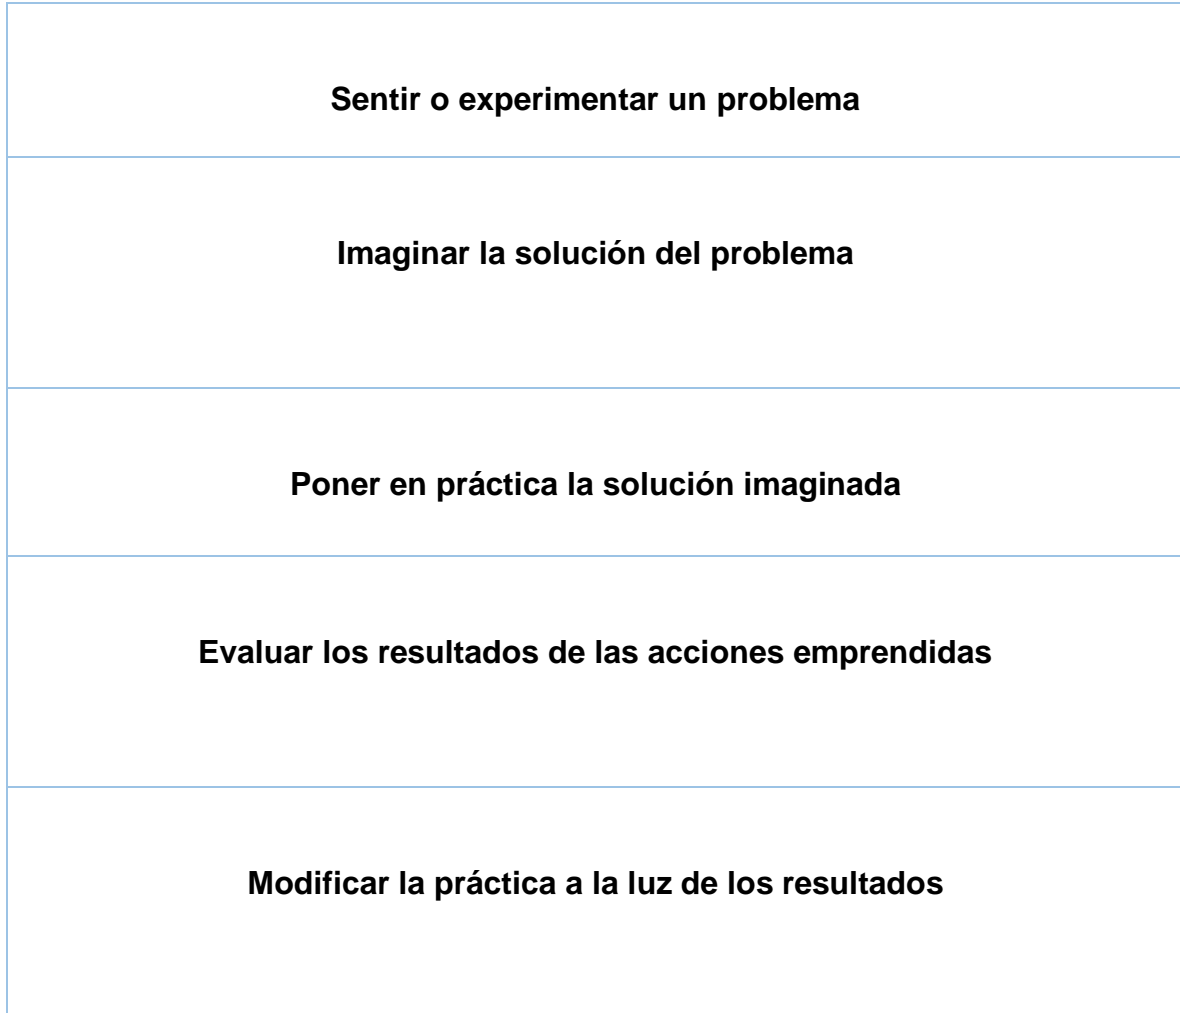 Sentir o experimentar un problema
Imaginar la solución del problema
Poner en práctica la solución imaginada
Evaluar los resultados de las acciones emprendidas
Modificar la práctica a la luz de los resultados